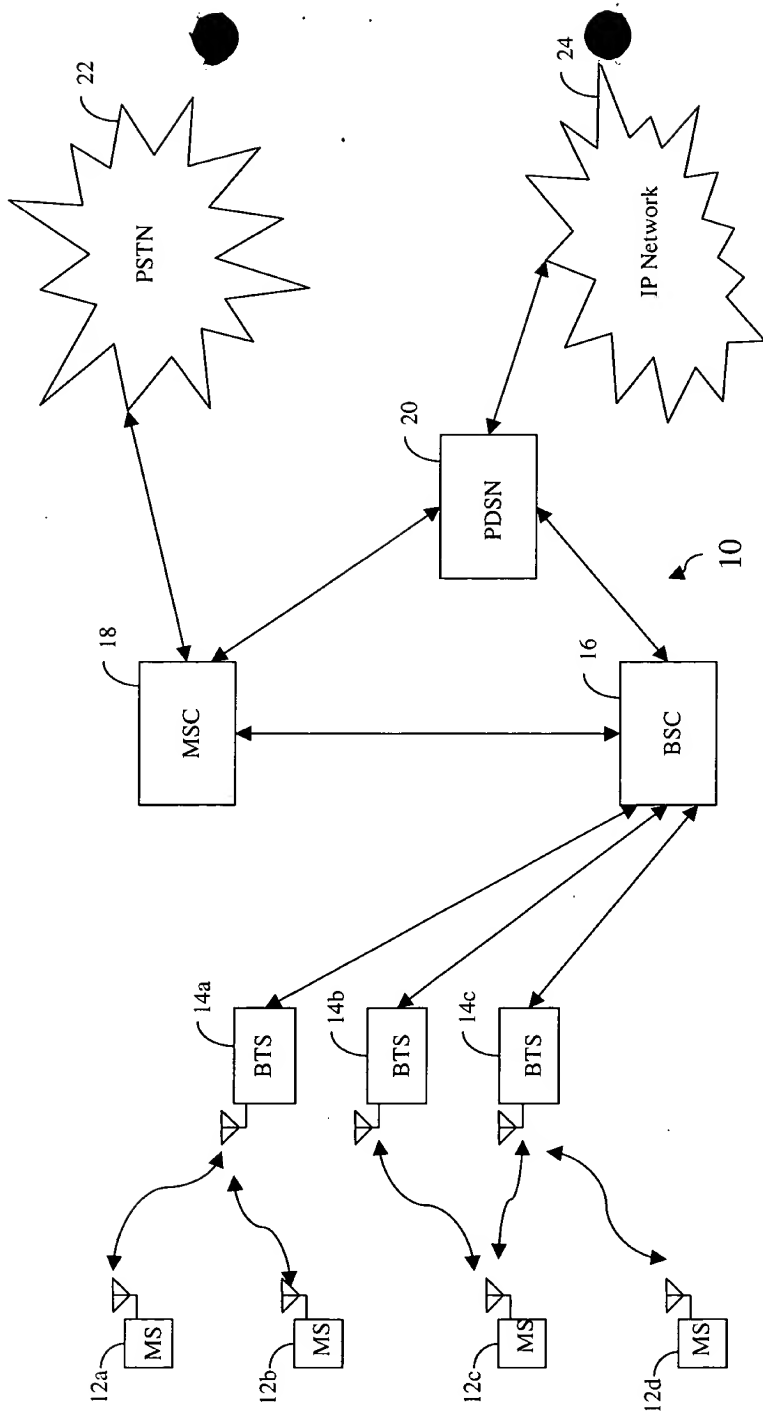 22
PSTN
24
IP Network
20
PDSN
10
18
MSC
16
BSC
14a
BTS
14b
BTS
14c
BTS
12a
MS
12b
MS
12c
MS
12d
MS